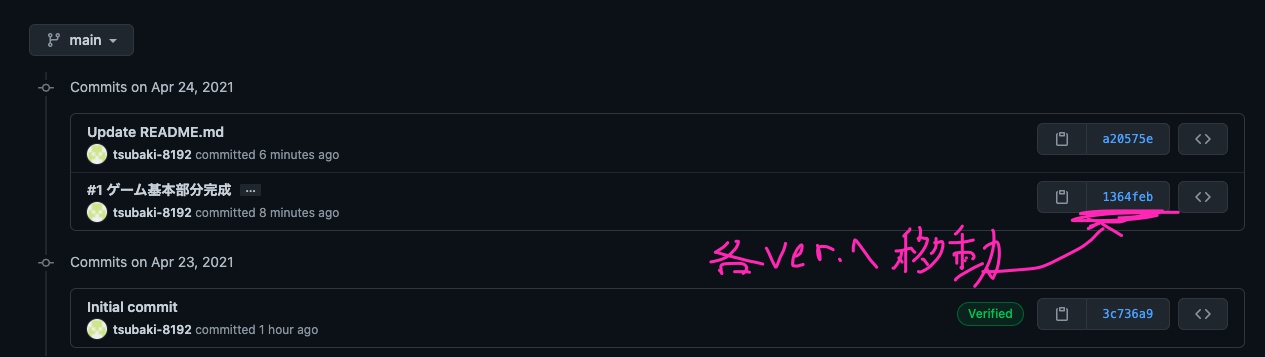 main
Commits on Apr 24, 2021
Update README.md
tsubaki-8192 committed 6 minutes ago
a20575e
#1 ゲーム基本部分完成 …
tsubaki-8192 committed 8 minutes ago
1364feb
各ver.へ移動
Commits on Apr 23, 2021
Initial commit
tsubaki-8192 committed 1 hour ago
Verified
3c736a9